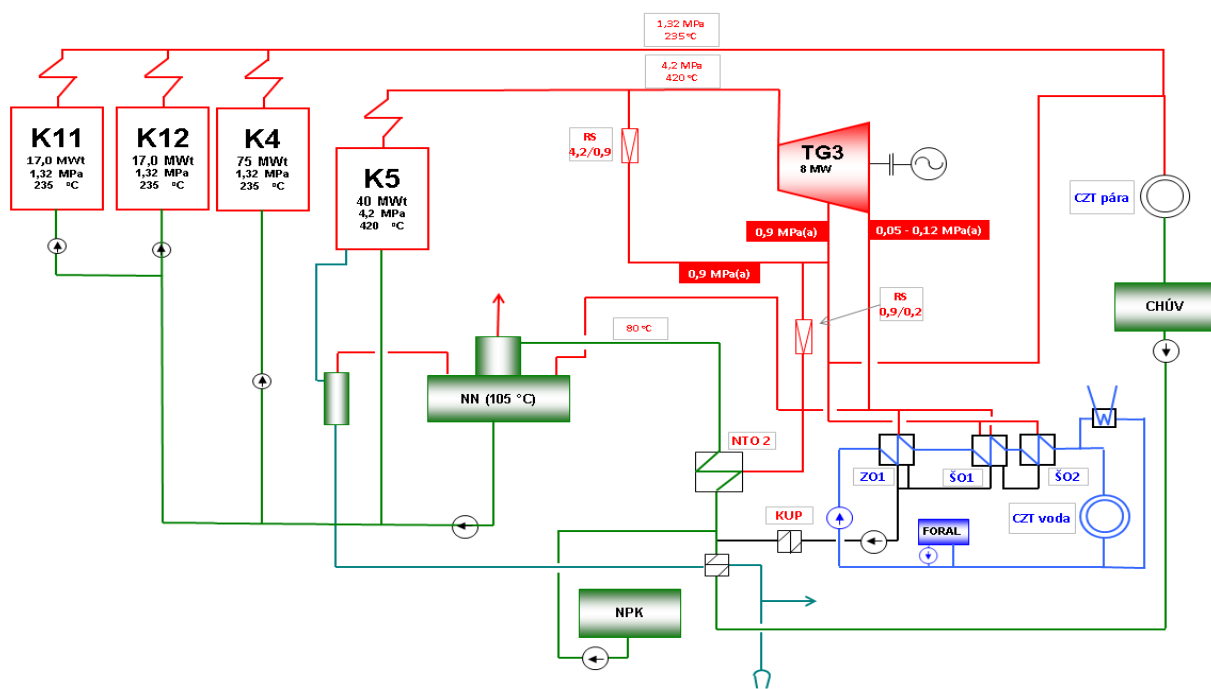 1,32 MPa
235 °C
4,2 MPa
420 °C
K11
17,0 MWt
1,32 MPa
235 °C
K12
17,0 MWt
1,32 MPa
235 °C
K4
75 MWt
1,32 MPa
235 °C
K5
40 MWt
4,2 MPa
420 °C
RS
4,2/0,9
TG3
8 MW
CZT pára
0,9 MPa(a)
0,05 - 0,12 MPa(a)
0,9 MPa(a)
RS
0,9/0,2
CHÚV
80 °C
NN (105 °C)
NTO 2
ZO1
ŠO1
ŠO2
KUP
FORAL
CZT voda
NPK